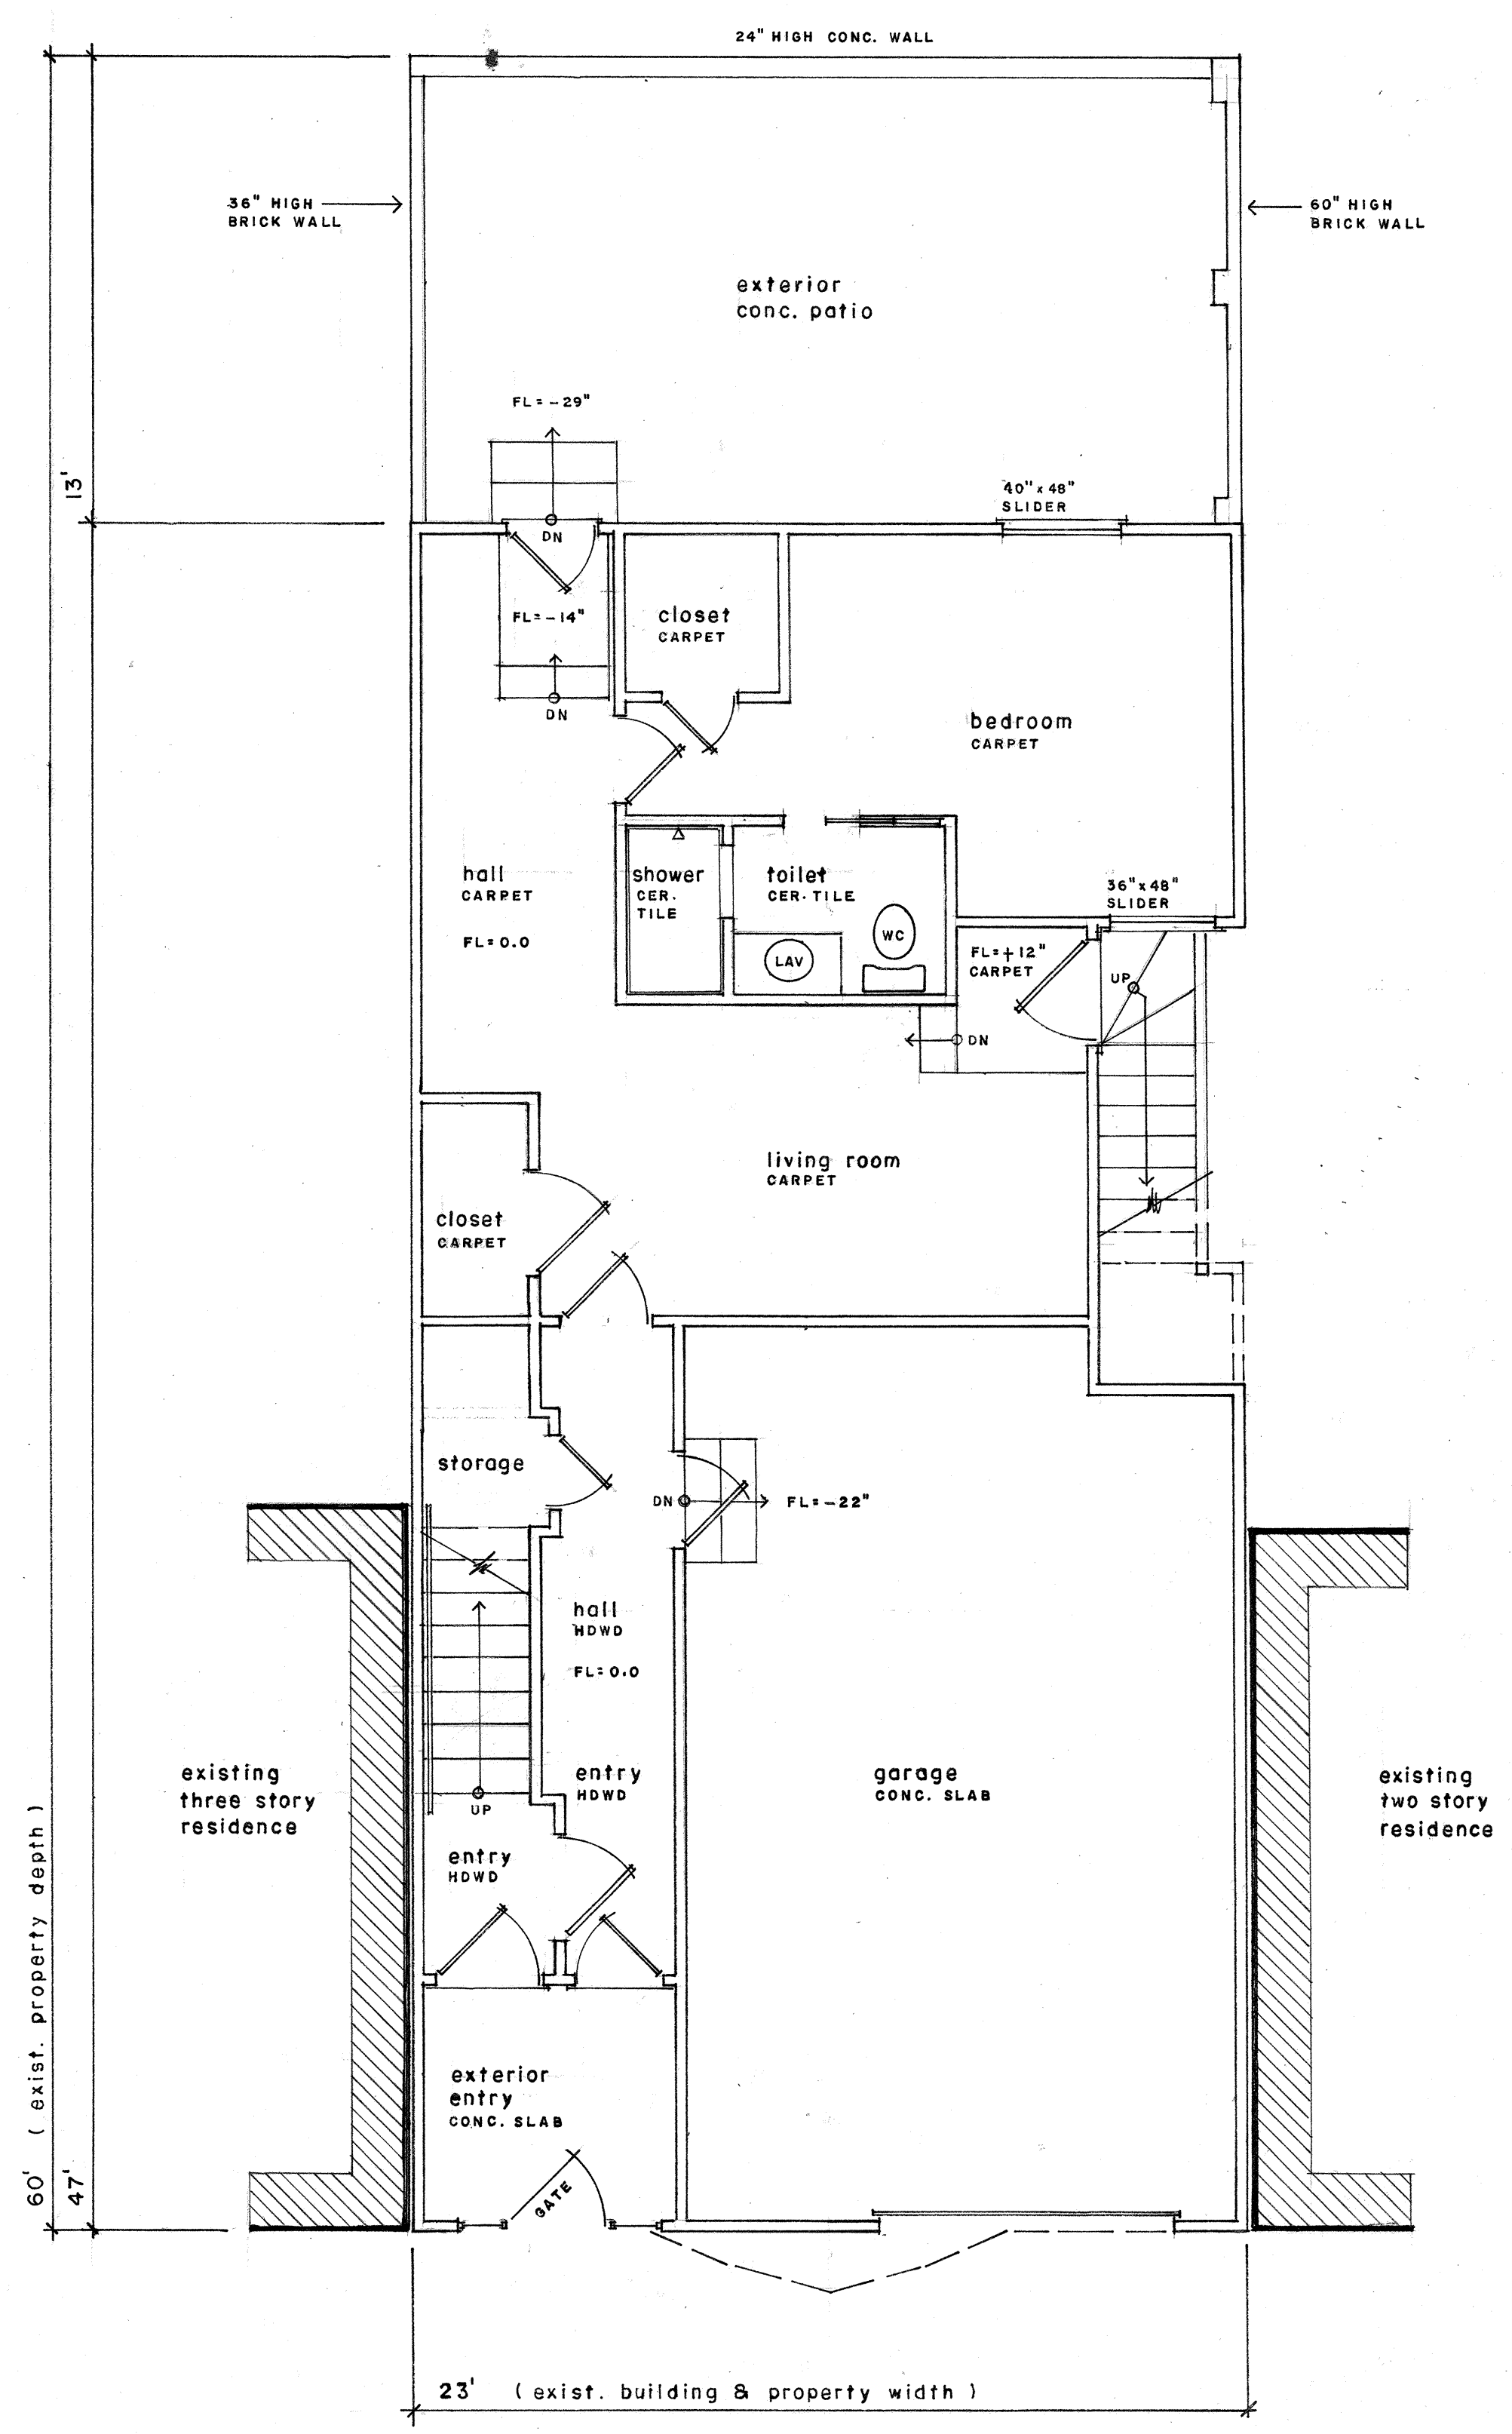 24" HIGH CONC. WALL
36" HIGH
BRICK WALL
60" HIGH
BRICK WALL
exterior
conc. patio
FL=-29"
13'
40"x48"
SLIDER
DN
FL=-14"
DN
closet
CARPET
bedroom
CARPET
hall
CARPET
FL=0.0
shower
CER.
TILE
toilet
CER. TILE
LAV
WC
36"x48"
SLIDER
FL=+12"
CARPET
UP
DN
living room
CARPET
closet
CARPET
storage
DN
FL=-22"
hall
HDWD
FL=0.0
existing
three story
residence
UP
entry
HDWD
entry
HDWD
garage
CONC. SLAB
existing
two story
residence
exterior
entry
CONC. SLAB
GATE
60' ( exist. property depth )
47'
23' ( exist. building & property width )